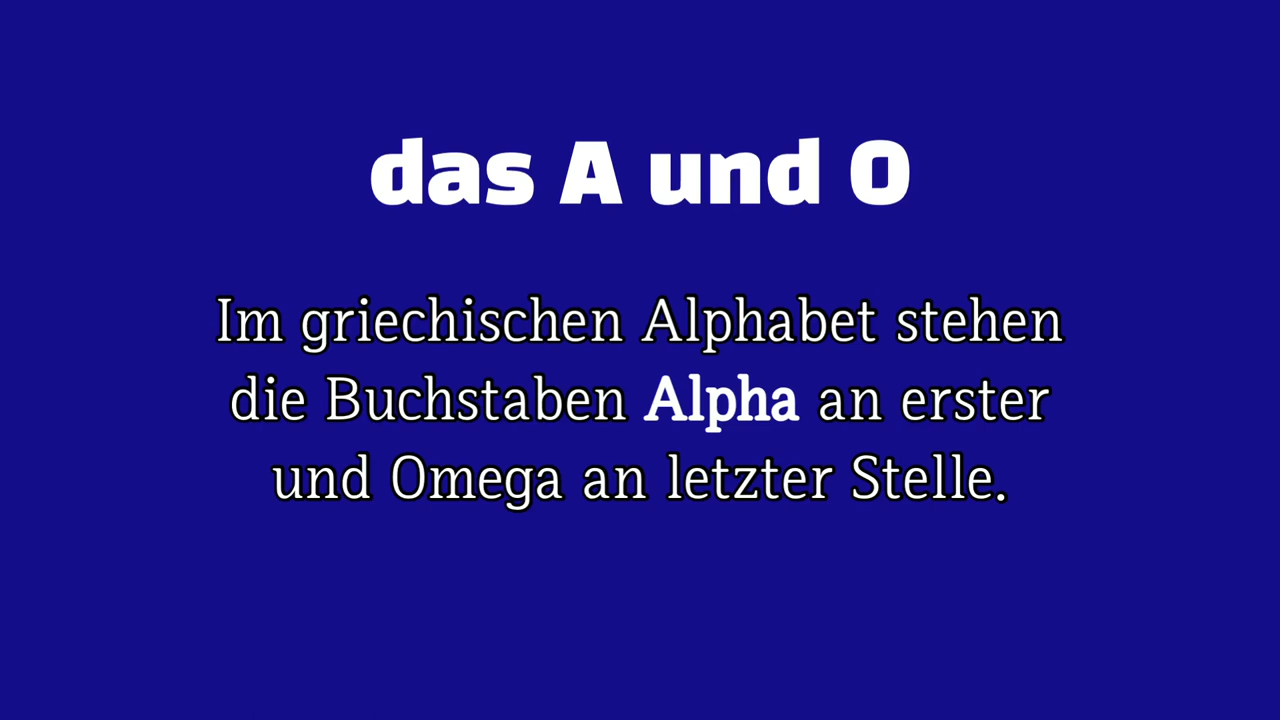 das A und O
Im griechischen Alphabet stehen
die Buchstaben Alpha an erster
und Omega an letzter Stelle.